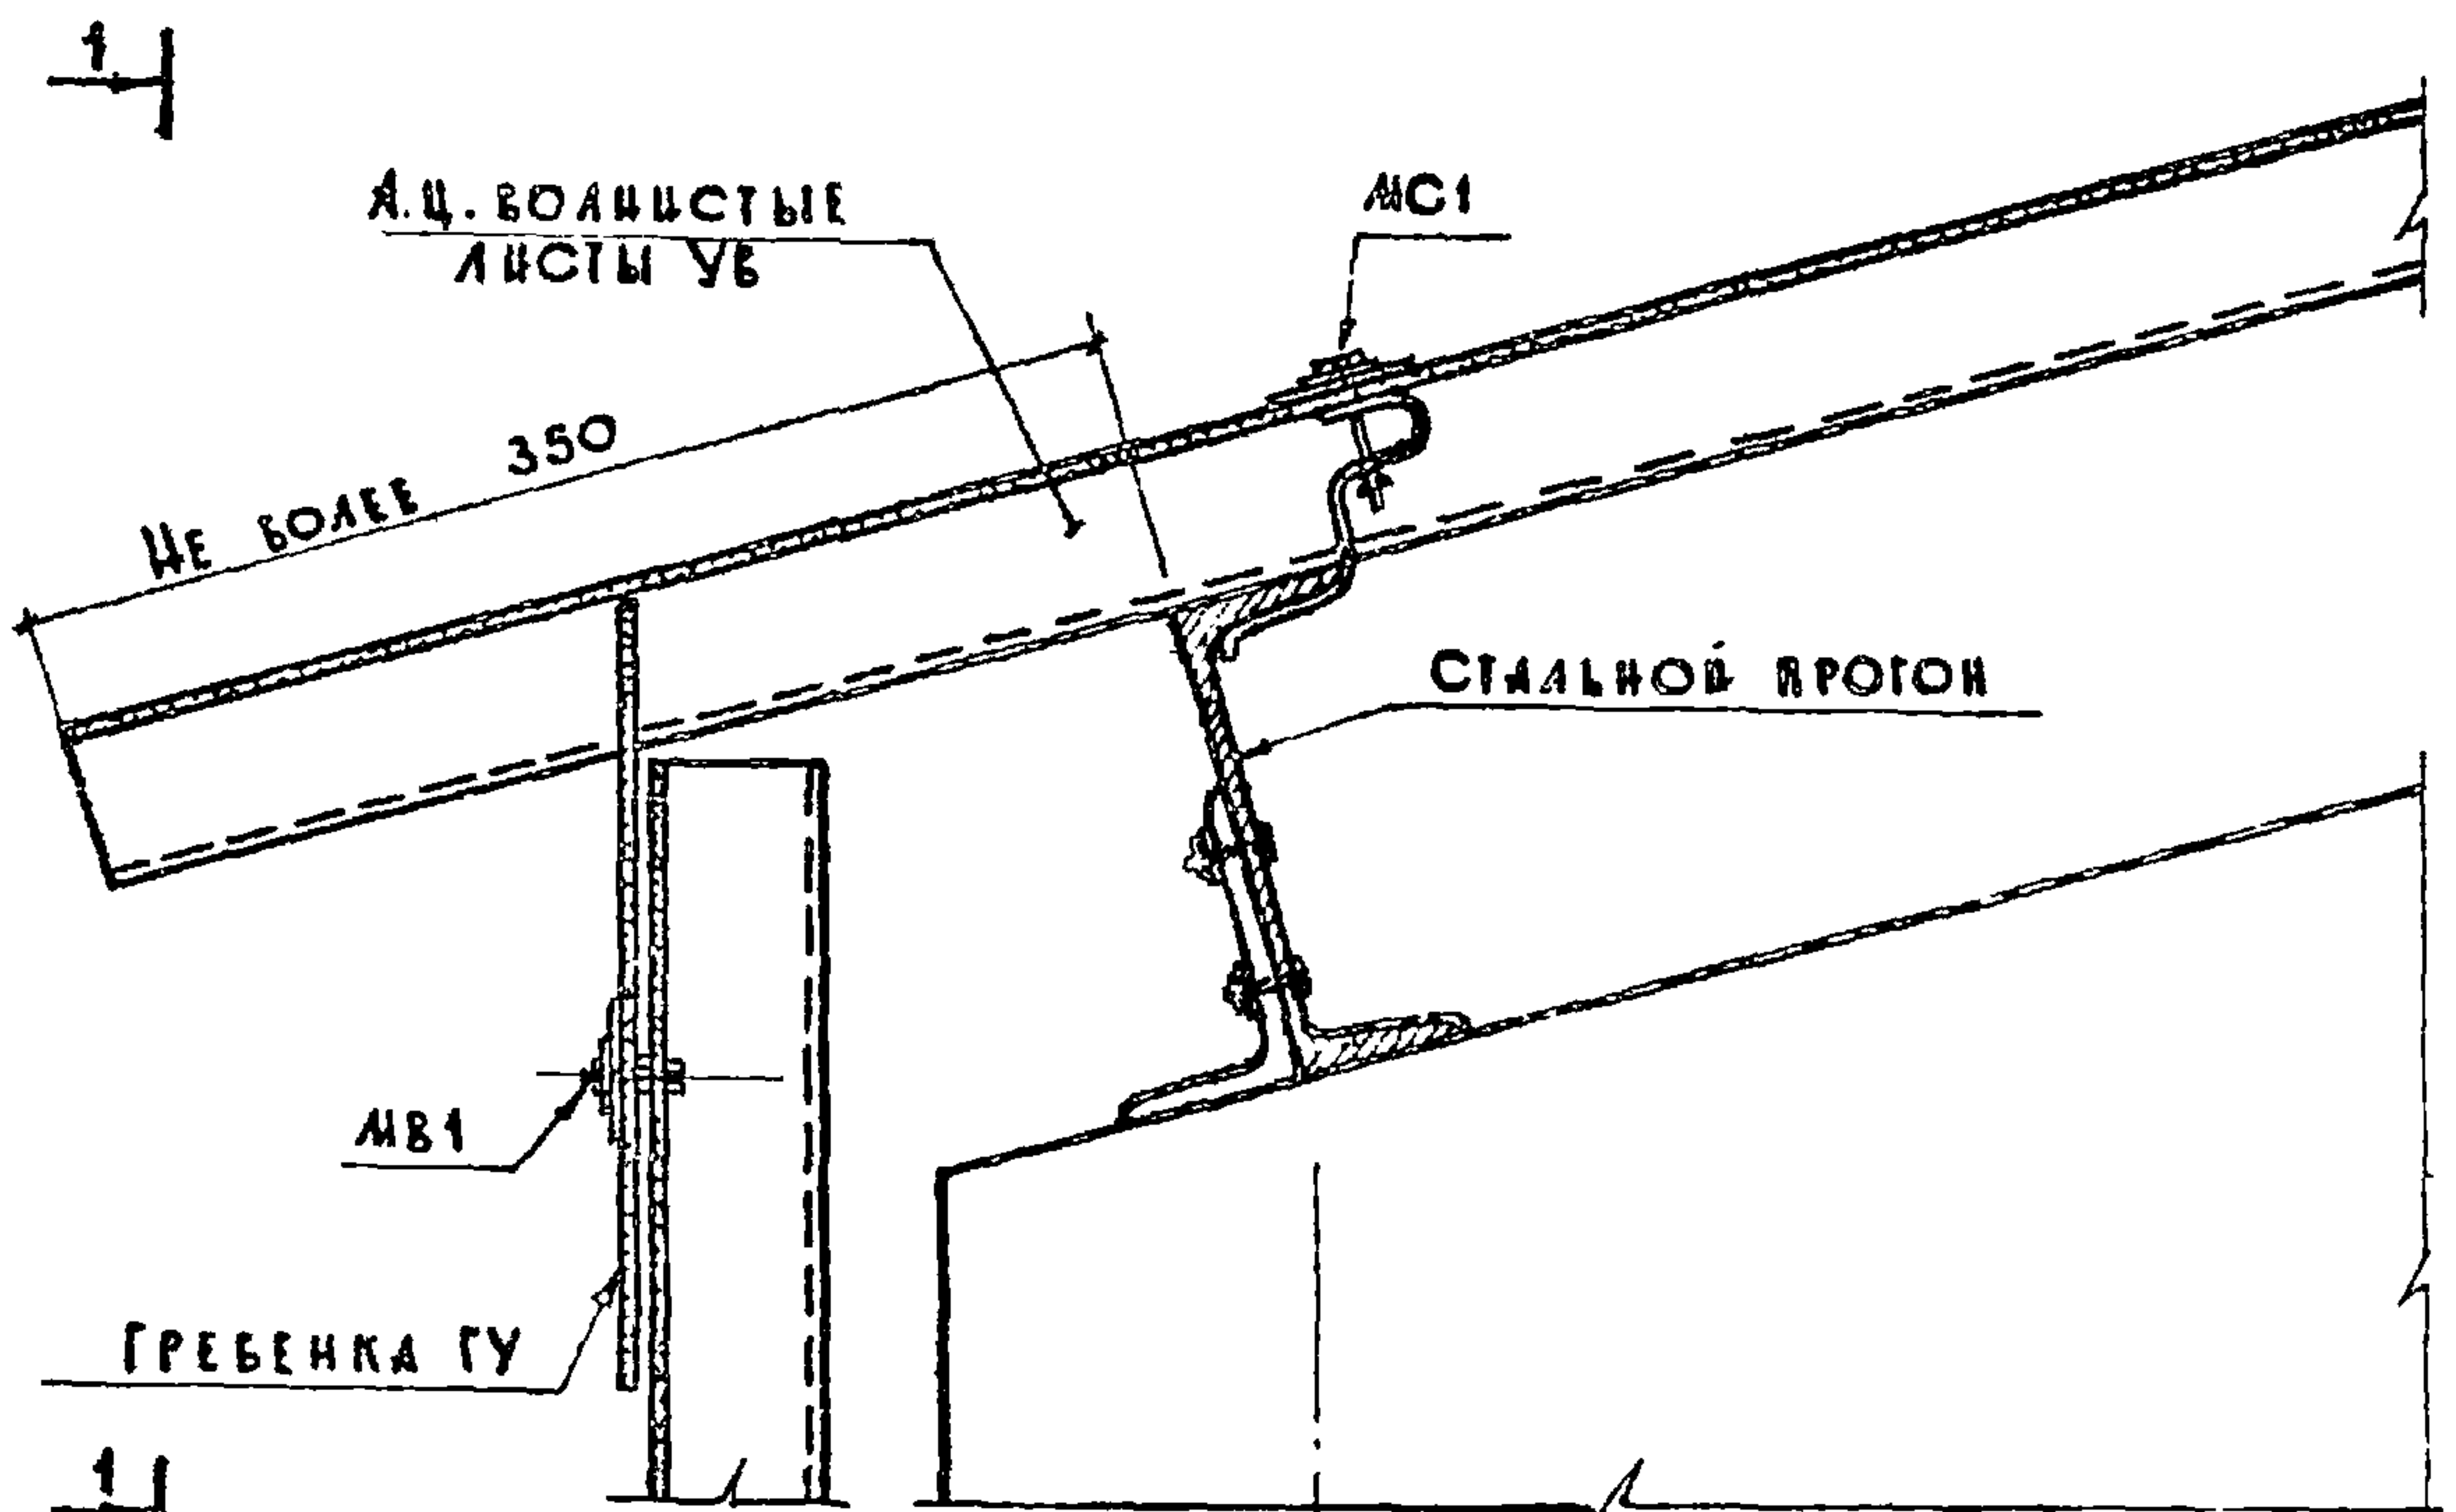 1
А.Ц. ВОЛНИСТЫЕ
ЛИСТЫ УВ
МС1
НЕ БОЛЕЕ 350
СТАЛЬНОЙ ПРОГОН
МВ1
ГРЕБЕНКА ГУ
1